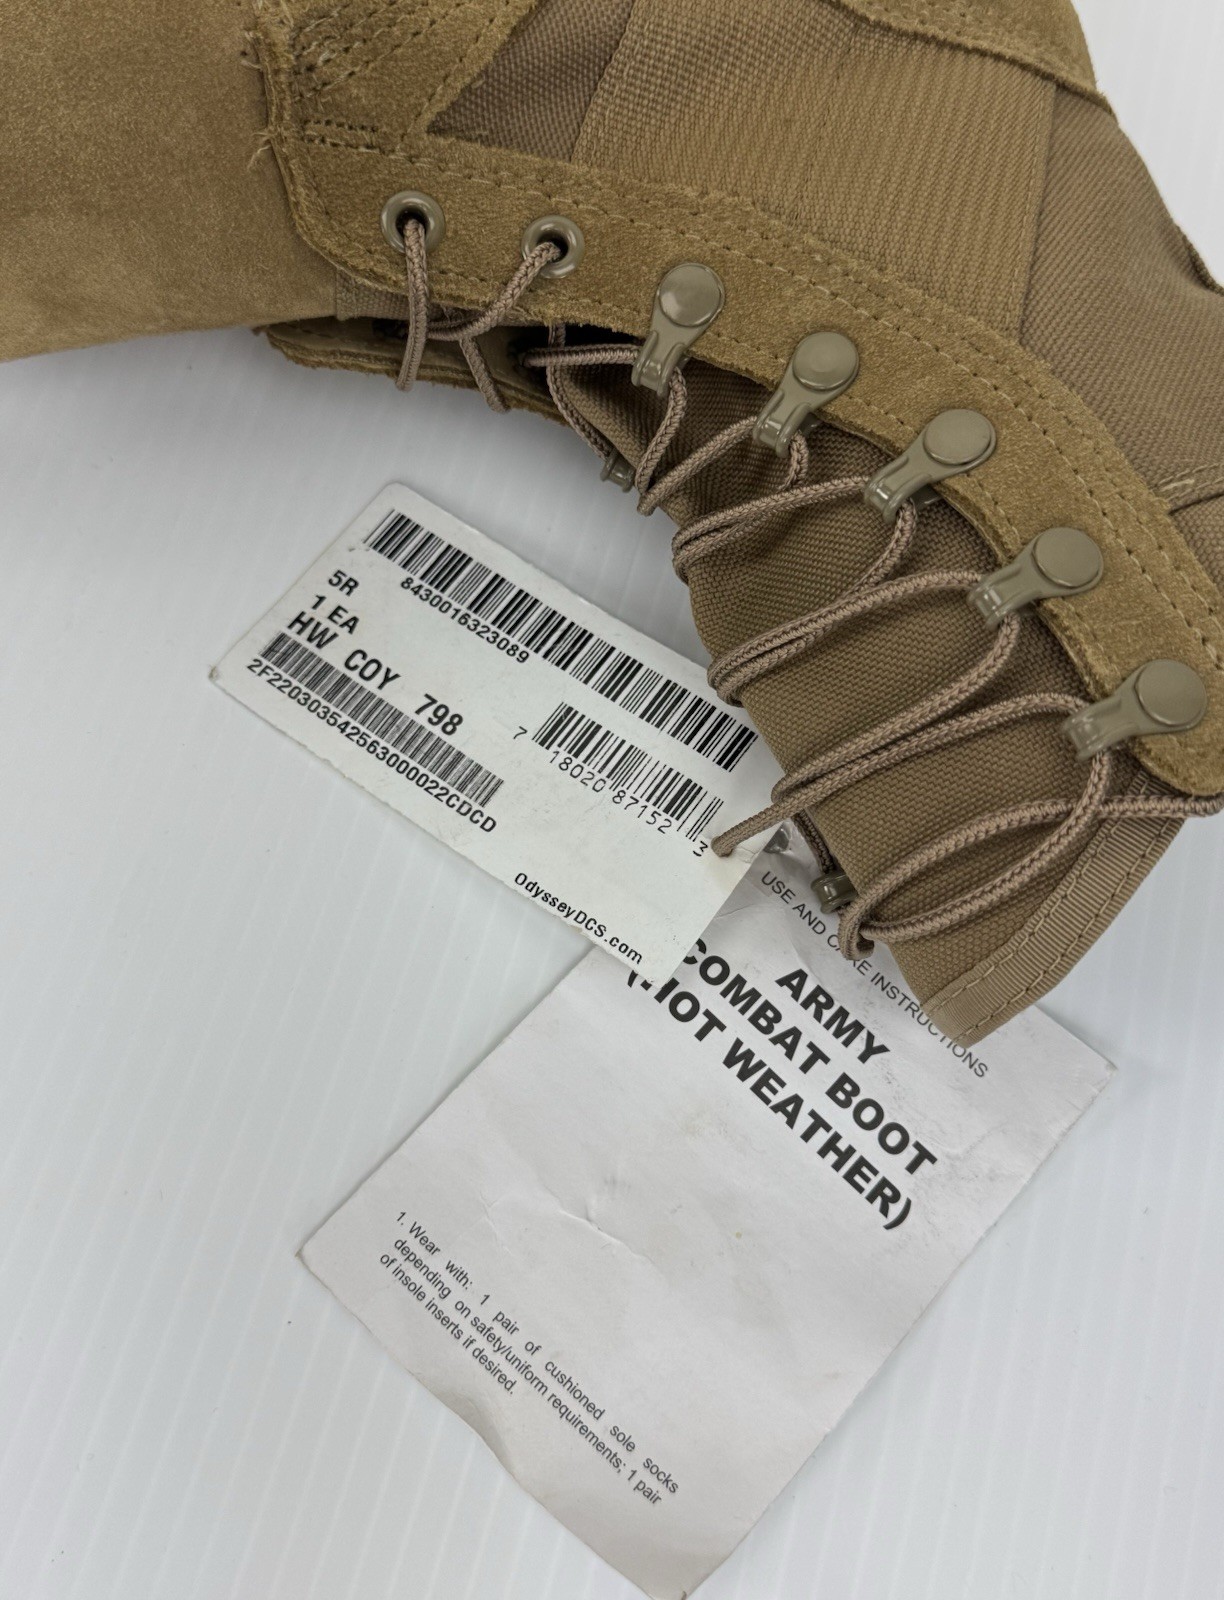 8430016323089
5R
1 EA
HW COY 798
2F220303542563000022CDCD
7 18020 87152 3
OdysseyDCS.com
USE AND CARE INSTRUCTIONS
ARMY
COMBAT BOOT
(HOT WEATHER)
1. Wear with: 1 pair of cushioned sole socks
depending on safety/uniform requirements; 1 pair
of insole inserts if desired.